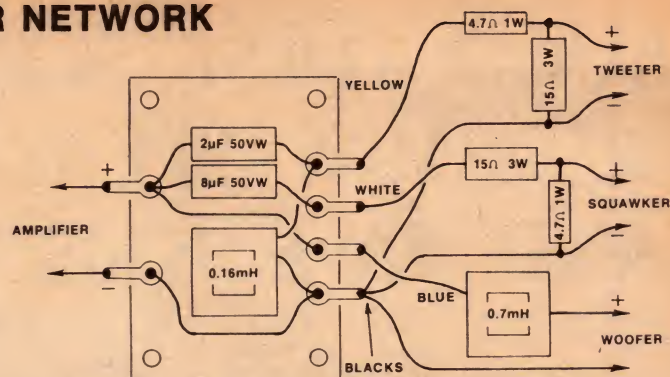 R NETWORK
4.7Ω 1W
+
TWEETER
15Ω 3W
−
YELLOW
2µF 50VW
+
8µF 50VW
WHITE
15Ω 3W
+
SQUAWKER
4.7Ω 1W
−
AMPLIFIER
0.16mH
−
BLUE
0.7mH
+
WOOFER
BLACKS